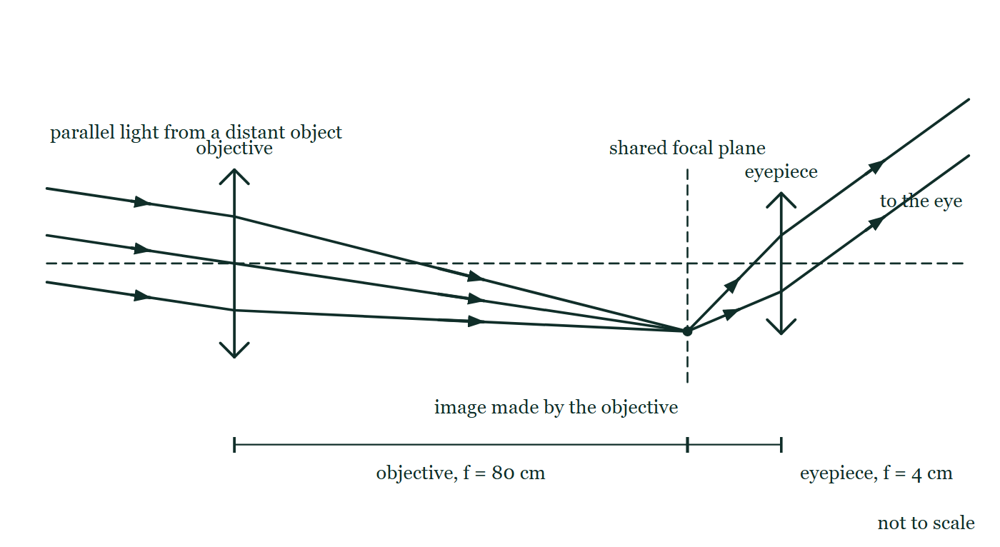 parallel light from a distant object
objective
shared focal plane
eyepiece
to the eye
image made by the objective
objective, f = 80 cm
eyepiece, f = 4 cm
not to scale